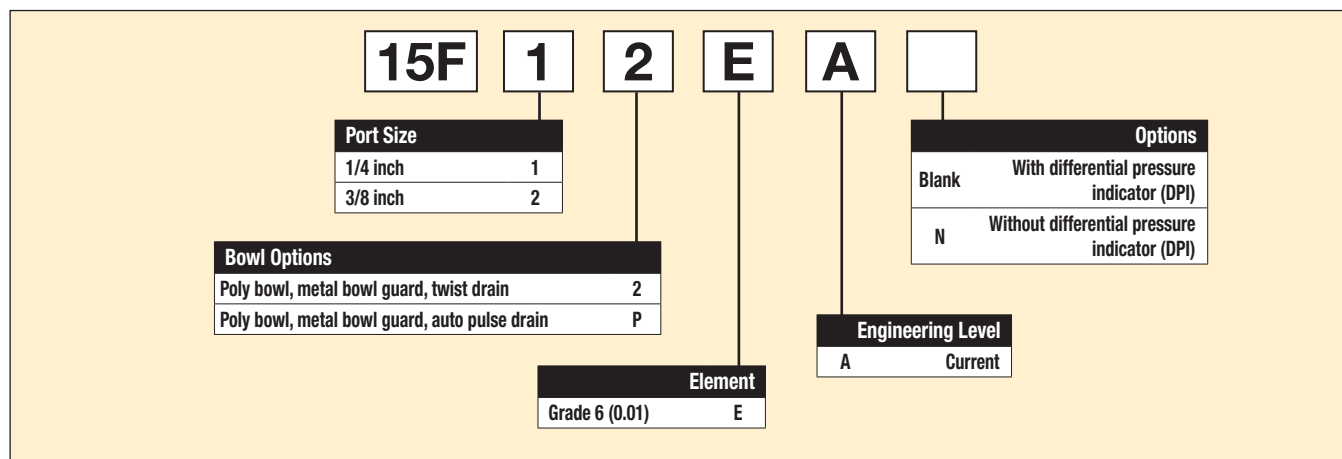 15F 1 2 E A
Port Size
1/4 inch 1
3/8 inch 2
Options
Blank With differential pressure
indicator (DPI)
N Without differential pressure
indicator (DPI)
Bowl Options
Poly bowl, metal bowl guard, twist drain 2
Poly bowl, metal bowl guard, auto pulse drain P
Engineering Level
A Current
Element
Grade 6 (0.01) E